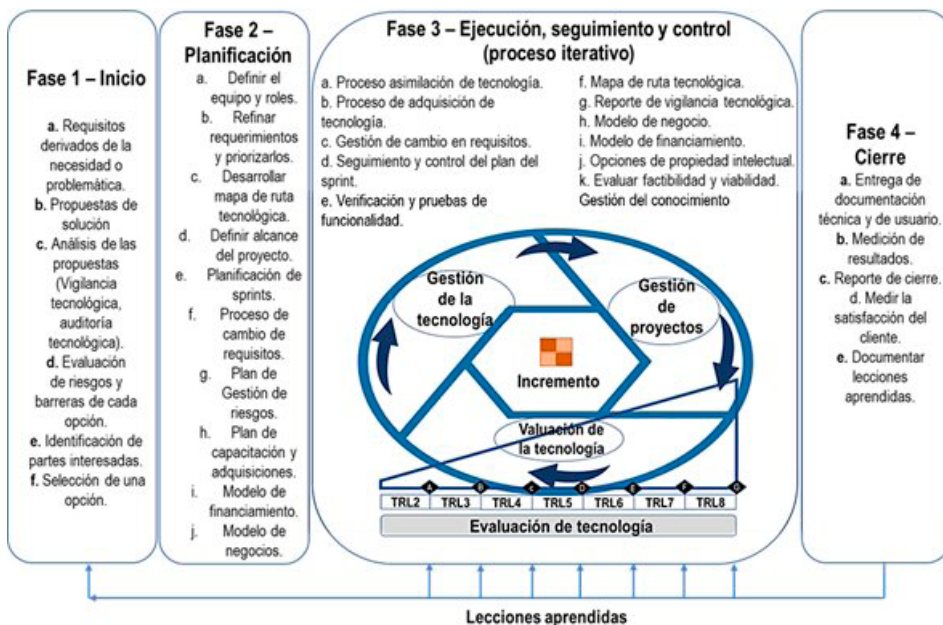 Fase 1 – Inicio
a. Requisitos
derivados de la
necesidad o
problemática.
b. Propuestas de
solución
c. Análisis de las
propuestas
(Vigilancia
tecnológica,
auditoría
tecnológica).
d. Evaluación
de riesgos y
barreras de cada
opción.
e. Identificación de
partes interesadas.
f. Selección de una
opción.
Fase 2 –
Planificación
a. Definir el
equipo y roles.
b. Refinar
requerimientos
y priorizarlos.
c. Desarrollar
mapa de ruta
tecnológica.
d. Definir alcance
del proyecto.
e. Planificación de
sprints.
f. Proceso de
cambio de
requisitos.
g. Plan de
Gestión de
riesgos.
h. Plan de
capacitación y
adquisiciones.
i. Modelo de
financiamiento.
j. Modelo de
negocios.
Fase 3 – Ejecución, seguimiento y control
(proceso iterativo)
a. Proceso asimilación de tecnología.
b. Proceso de adquisición de
tecnología.
c. Gestión de cambio en requisitos.
d. Seguimiento y control del plan del
sprint.
e. Verificación y pruebas de
funcionalidad.
f. Mapa de ruta tecnológica.
g. Reporte de vigilancia tecnológica.
h. Modelo de negocio.
i. Modelo de financiamiento.
j. Opciones de propiedad intelectual.
k. Evaluar factibilidad y viabilidad.
Gestión del conocimiento
Gestión
de la
tecnología
Gestión
de
proyectos
Incremento
Valuación de
la tecnología
A B c D E F G
TRL2 TRL3 TRL4 TRL5 TRL6 TRL7 TRL8
Evaluación de tecnología
Fase 4 –
Cierre
a. Entrega de
documentación
técnica y de usuario.
b. Medición de
resultados.
c. Reporte de cierre.
d. Medir la
satisfacción del
cliente.
e. Documentar
lecciones
aprendidas.
Lecciones aprendidas